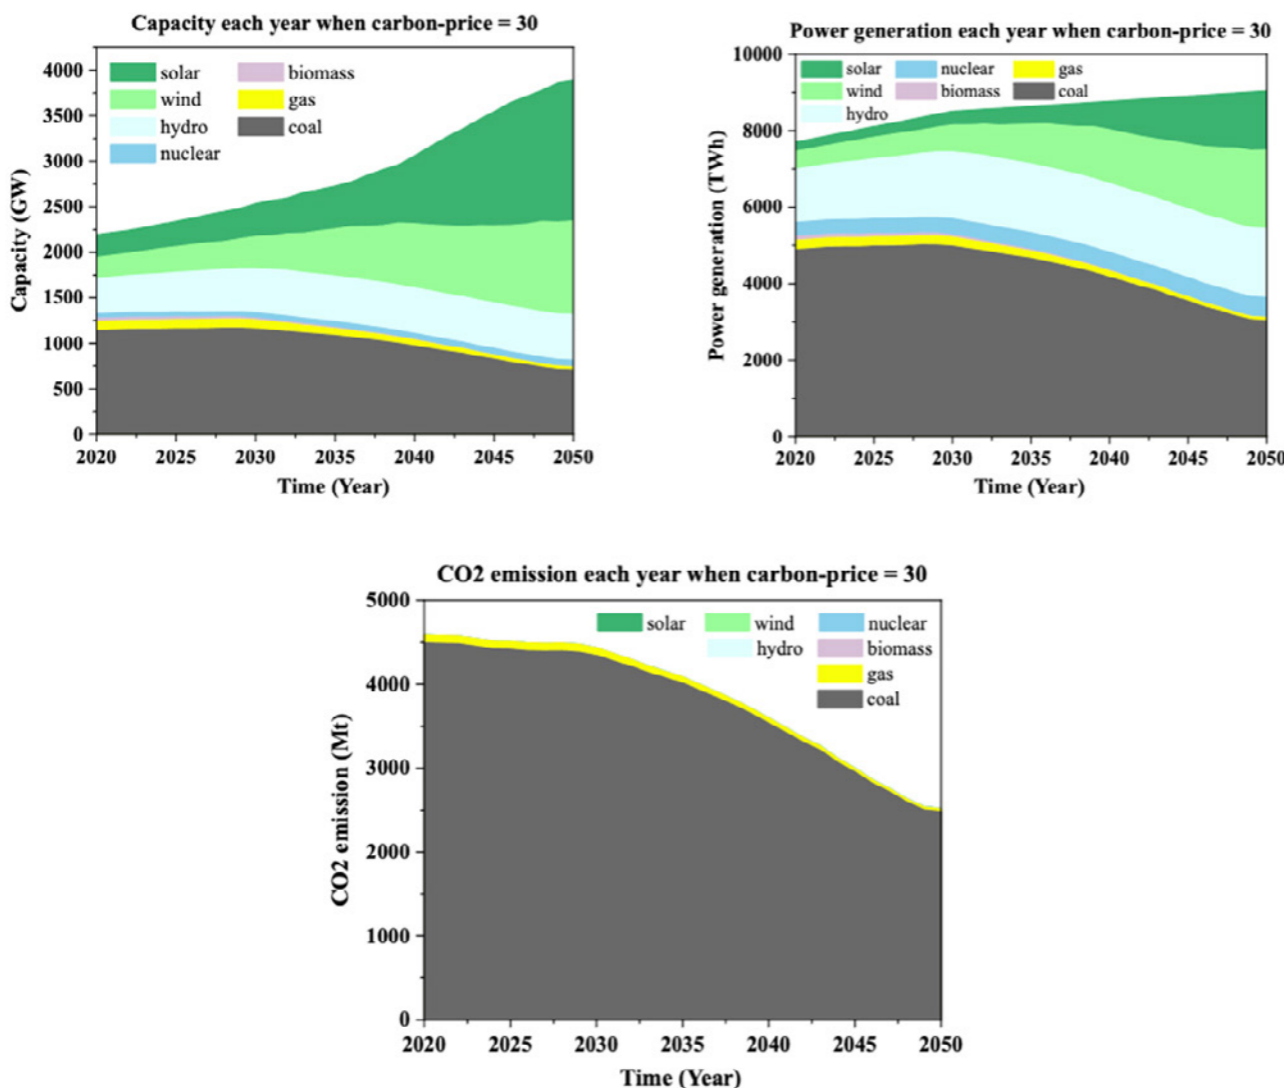 Capacity each year when carbon-price = 30
solar biomass
wind gas
hydro coal
nuclear
4000
3500
3000
2500
2000
1500
1000
500
0
Capacity (GW)
2020 2025 2030 2035 2040 2045 2050
Time (Year)
Power generation each year when carbon-price = 30
solar nuclear gas
wind biomass coal
hydro
10000
8000
6000
4000
2000
0
Power generation (TWh)
2020 2025 2030 2035 2040 2045 2050
Time (Year)
CO2 emission each year when carbon-price = 30
solar wind nuclear
hydro biomass
gas
coal
5000
4000
3000
2000
1000
0
CO2 emission (Mt)
2020 2025 2030 2035 2040 2045 2050
Time (Year)